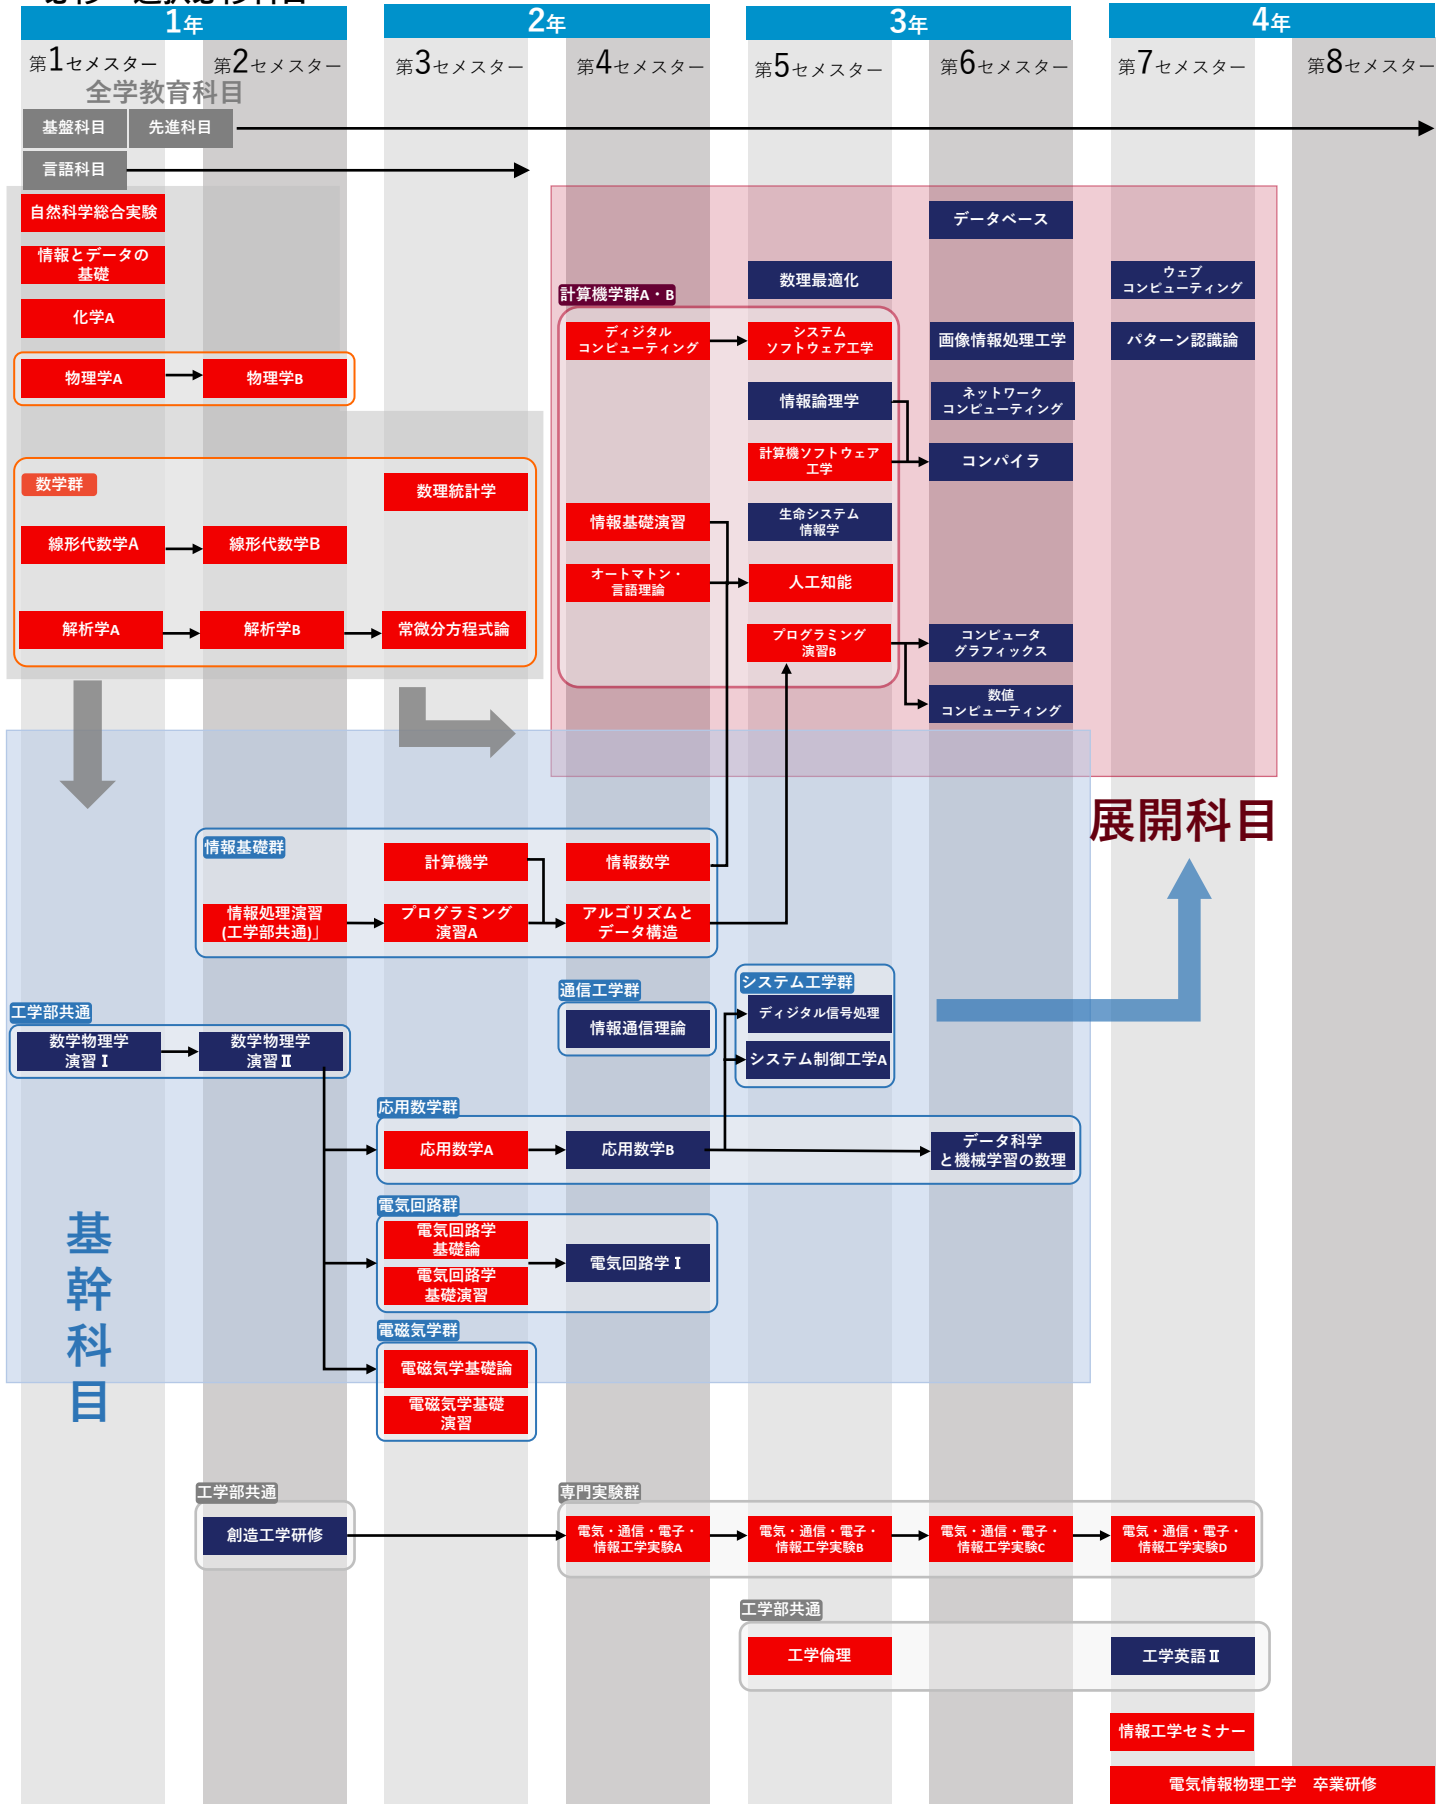 1年
2年
3年
4年
第1セメスター
第2セメスター
第3セメスター
第4セメスター
第5セメスター
第6セメスター
第7セメスター
第8セメスター
全学教育科目
基盤科目
先進科目
言語科目
自然科学総合実験
情報とデータの
基礎
化学A
物理学A
物理学B
数学群
数理統計学
線形代数学A
線形代数学B
解析学A
解析学B
常微分方程式論
データベース
数理最適化
ウェブ
コンピューティング
計算機学群A・B
ディジタル
コンピューティング
システム
ソフトウェア工学
画像情報処理工学
パターン認識論
情報論理学
ネットワーク
コンピューティング
計算機ソフトウェア
工学
コンパイラ
情報基礎演習
生命システム
情報学
オートマトン・
言語理論
人工知能
プログラミング
演習B
コンピュータ
グラフィックス
数値
コンピューティング
展開科目
情報基礎群
計算機学
情報数学
情報処理演習
(工学部共通)」
プログラミング
演習A
アルゴリズムと
データ構造
システム工学群
通信工学群
ディジタル信号処理
情報通信理論
システム制御工学A
工学部共通
数学物理学
演習Ⅰ
数学物理学
演習Ⅱ
応用数学群
応用数学A
応用数学B
データ科学
と機械学習の数理
電気回路群
電気回路学
基礎論
電気回路学
基礎演習
電気回路学Ⅰ
電磁気学群
電磁気学基礎論
電磁気学基礎
演習
基
幹
科
目
工学部共通
創造工学研修
専門実験群
電気・通信・電子・
情報工学実験A
電気・通信・電子・
情報工学実験B
電気・通信・電子・
情報工学実験C
電気・通信・電子・
情報工学実験D
工学部共通
工学倫理
工学英語Ⅱ
情報工学セミナー
電気情報物理工学　卒業研修